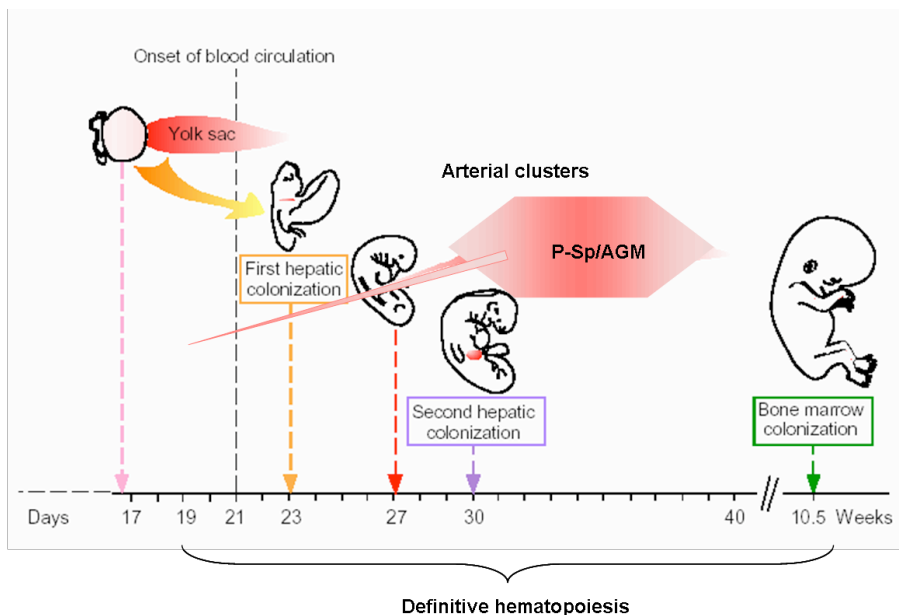 Onset of blood circulation
Yolk sac
Arterial clusters
P-Sp/AGM
First hepatic
colonization
Second hepatic
colonization
Bone marrow
colonization
Days 17 19 21 23 27 30 40 10.5 Weeks
Definitive hematopoiesis